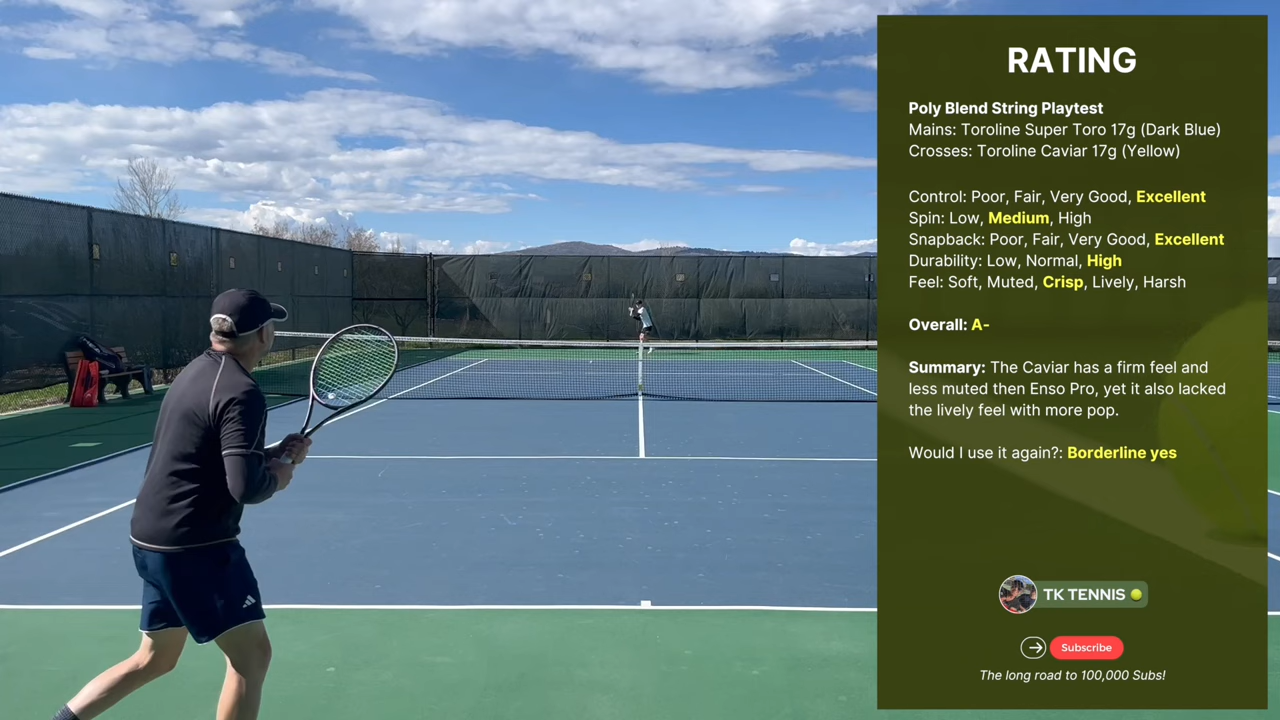 RATING
Poly Blend String Playtest
Mains: Toroline Super Toro 17g (Dark Blue)
Crosses: Toroline Caviar 17g (Yellow)
Control: Poor, Fair, Very Good, Excellent
Spin: Low, Medium, High
Snapback: Poor, Fair, Very Good, Excellent
Durability: Low, Normal, High
Feel: Soft, Muted, Crisp, Lively, Harsh
Overall: A-
Summary: The Caviar has a firm feel and
less muted then Enso Pro, yet it also lacked
the lively feel with more pop.
Would I use it again?: Borderline yes
TK TENNIS
Subscribe
The long road to 100,000 Subs!